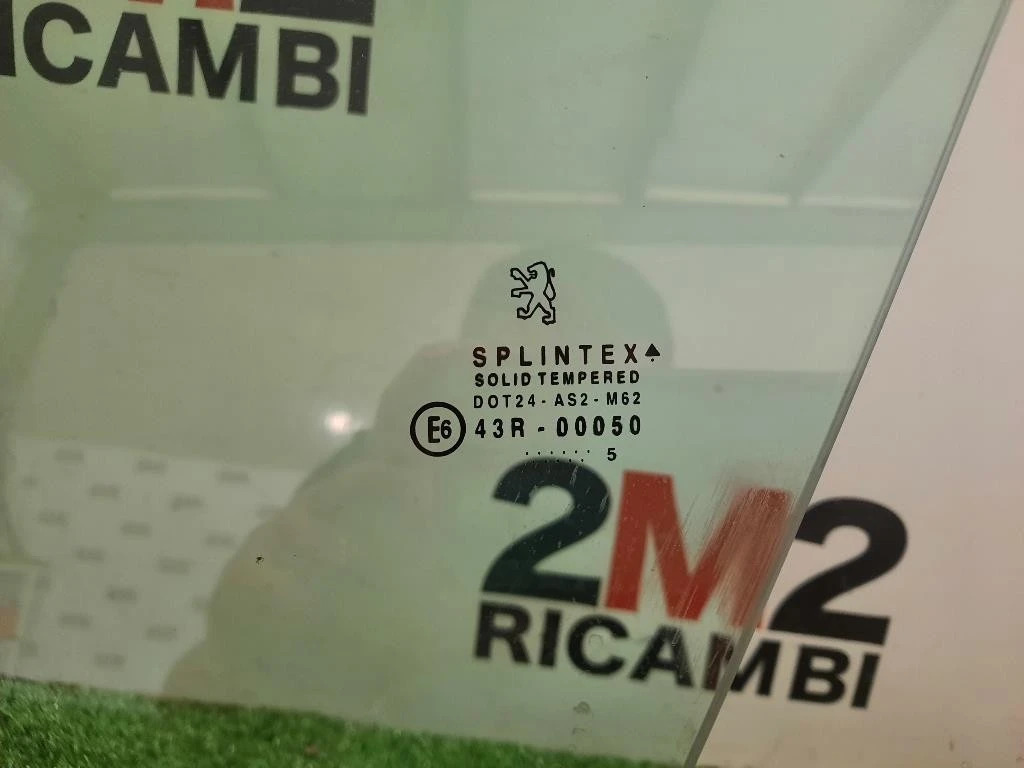 RICAMBI
SPLINTEX
SOLID TEMPERED
DOT24-AS2-M62
E6 43R-00050
...... 5
2M2
RICAMBI